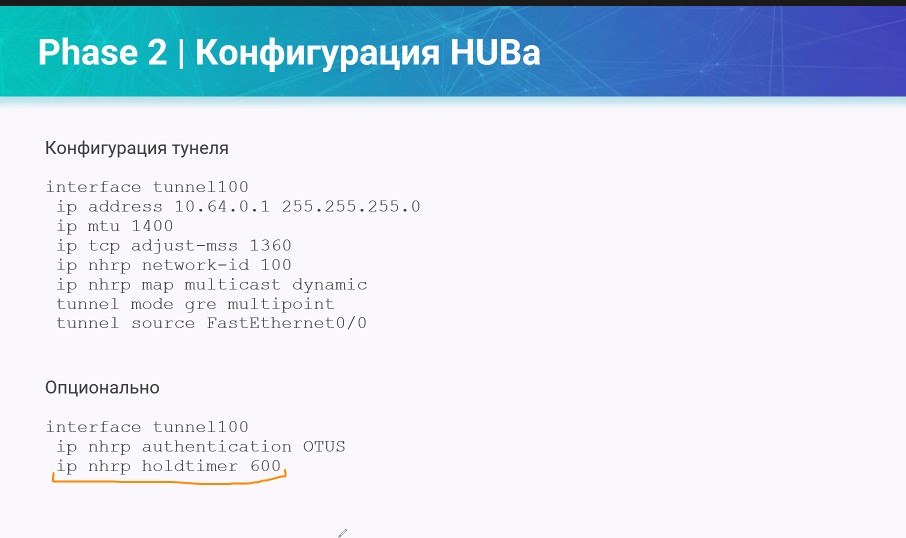 Phase 2 | Конфигурация HUBа
Конфигурация тунеля
interface tunnel100
ip address 10.64.0.1 255.255.255.0
ip mtu 1400
ip tcp adjust-mss 1360
ip nhrp network-id 100
ip nhrp map multicast dynamic
tunnel mode gre multipoint
tunnel source FastEthernet0/0
Опционально
interface tunnel100
ip nhrp authentication OTUS
ip nhrp holdtimer 600